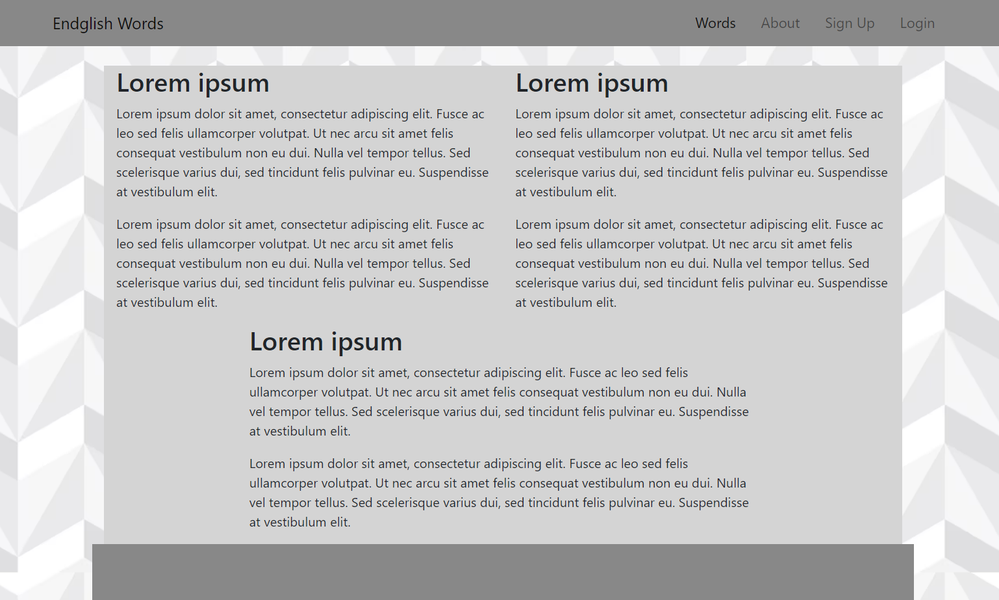 Endglish Words
Words About Sign Up Login
Lorem ipsum
Lorem ipsum dolor sit amet, consectetur adipiscing elit. Fusce ac
leo sed felis ullamcorper volutpat. Ut nec arcu sit amet felis
consequat vestibulum non eu dui. Nulla vel tempor tellus. Sed
scelerisque varius dui, sed tincidunt felis pulvinar eu. Suspendisse
at vestibulum elit.
Lorem ipsum dolor sit amet, consectetur adipiscing elit. Fusce ac
leo sed felis ullamcorper volutpat. Ut nec arcu sit amet felis
consequat vestibulum non eu dui. Nulla vel tempor tellus. Sed
scelerisque varius dui, sed tincidunt felis pulvinar eu. Suspendisse
at vestibulum elit.
Lorem ipsum
Lorem ipsum dolor sit amet, consectetur adipiscing elit. Fusce ac
leo sed felis ullamcorper volutpat. Ut nec arcu sit amet felis
consequat vestibulum non eu dui. Nulla vel tempor tellus. Sed
scelerisque varius dui, sed tincidunt felis pulvinar eu. Suspendisse
at vestibulum elit.
Lorem ipsum dolor sit amet, consectetur adipiscing elit. Fusce ac
leo sed felis ullamcorper volutpat. Ut nec arcu sit amet felis
consequat vestibulum non eu dui. Nulla vel tempor tellus. Sed
scelerisque varius dui, sed tincidunt felis pulvinar eu. Suspendisse
at vestibulum elit.
Lorem ipsum
Lorem ipsum dolor sit amet, consectetur adipiscing elit. Fusce ac leo sed felis
ullamcorper volutpat. Ut nec arcu sit amet felis consequat vestibulum non eu dui. Nulla
vel tempor tellus. Sed scelerisque varius dui, sed tincidunt felis pulvinar eu. Suspendisse
at vestibulum elit.
Lorem ipsum dolor sit amet, consectetur adipiscing elit. Fusce ac leo sed felis
ullamcorper volutpat. Ut nec arcu sit amet felis consequat vestibulum non eu dui. Nulla
vel tempor tellus. Sed scelerisque varius dui, sed tincidunt felis pulvinar eu. Suspendisse
at vestibulum elit.